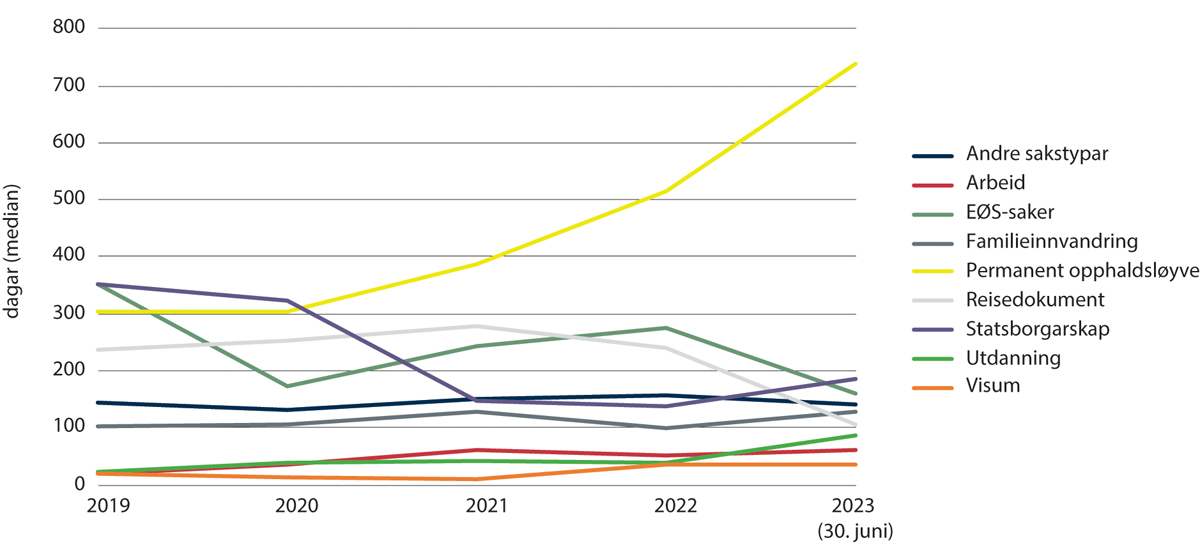 800
700
600
500
400
300
200
100
0
dagar (median)
2019
2020
2021
2022
2023
(30. juni)
Andre sakstypar
Arbeid
EØS-saker
Familieinnvandring
Permanent opphaldsløyve
Reisedokument
Statsborgarskap
Utdanning
Visum